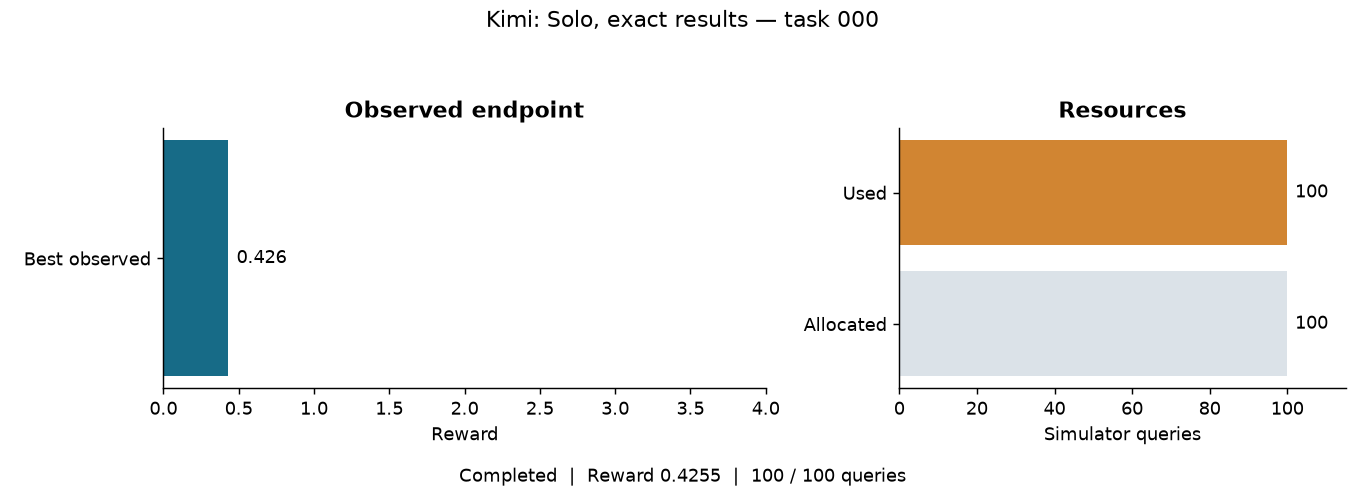 Kimi: Solo, exact results — task 000
Observed endpoint
Best observed
0.426
0.0 0.5 1.0 1.5 2.0 2.5 3.0 3.5 4.0
Reward
Resources
Used
100
Allocated
100
0 20 40 60 80 100
Simulator queries
Completed | Reward 0.4255 | 100 / 100 queries